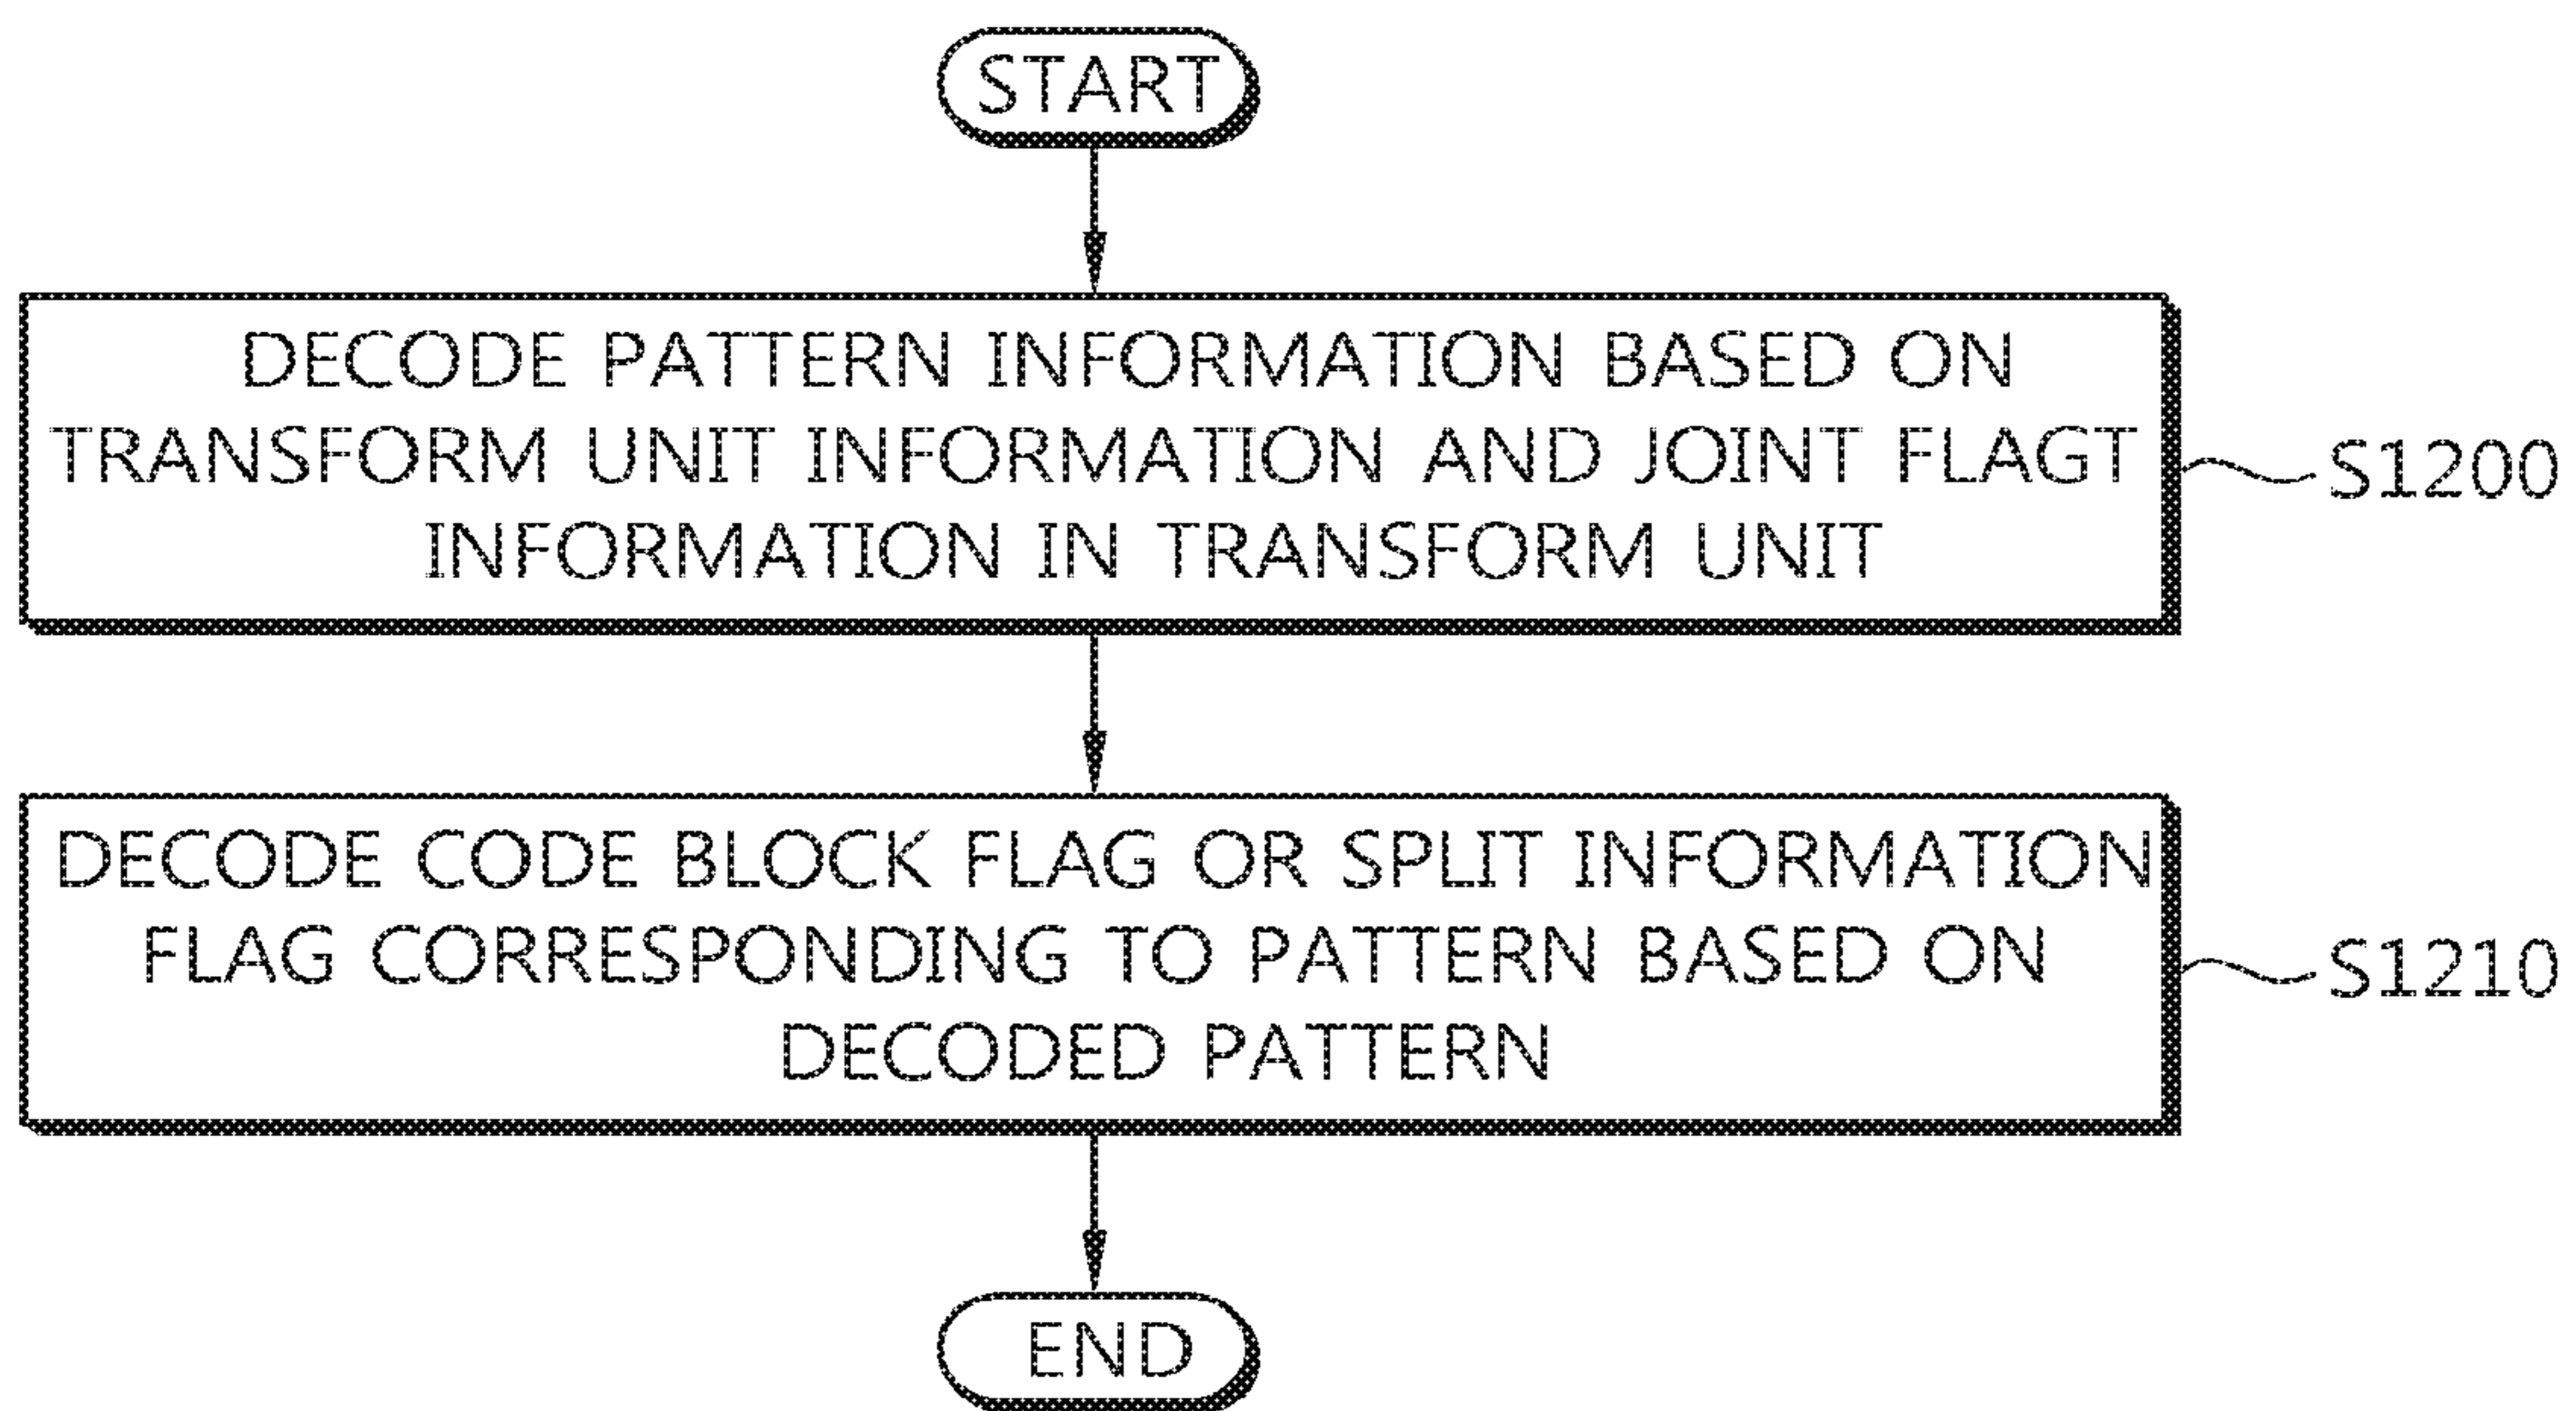 START
DECODE PATTERN INFORMATION BASED ON
TRANSFORM UNIT INFORMATION AND JOINT FLAGT
INFORMATION IN TRANSFORM UNIT
S1200
DECODE CODE BLOCK FLAG OR SPLIT INFORMATION
FLAG CORRESPONDING TO PATTERN BASED ON
DECODED PATTERN
S1210
END